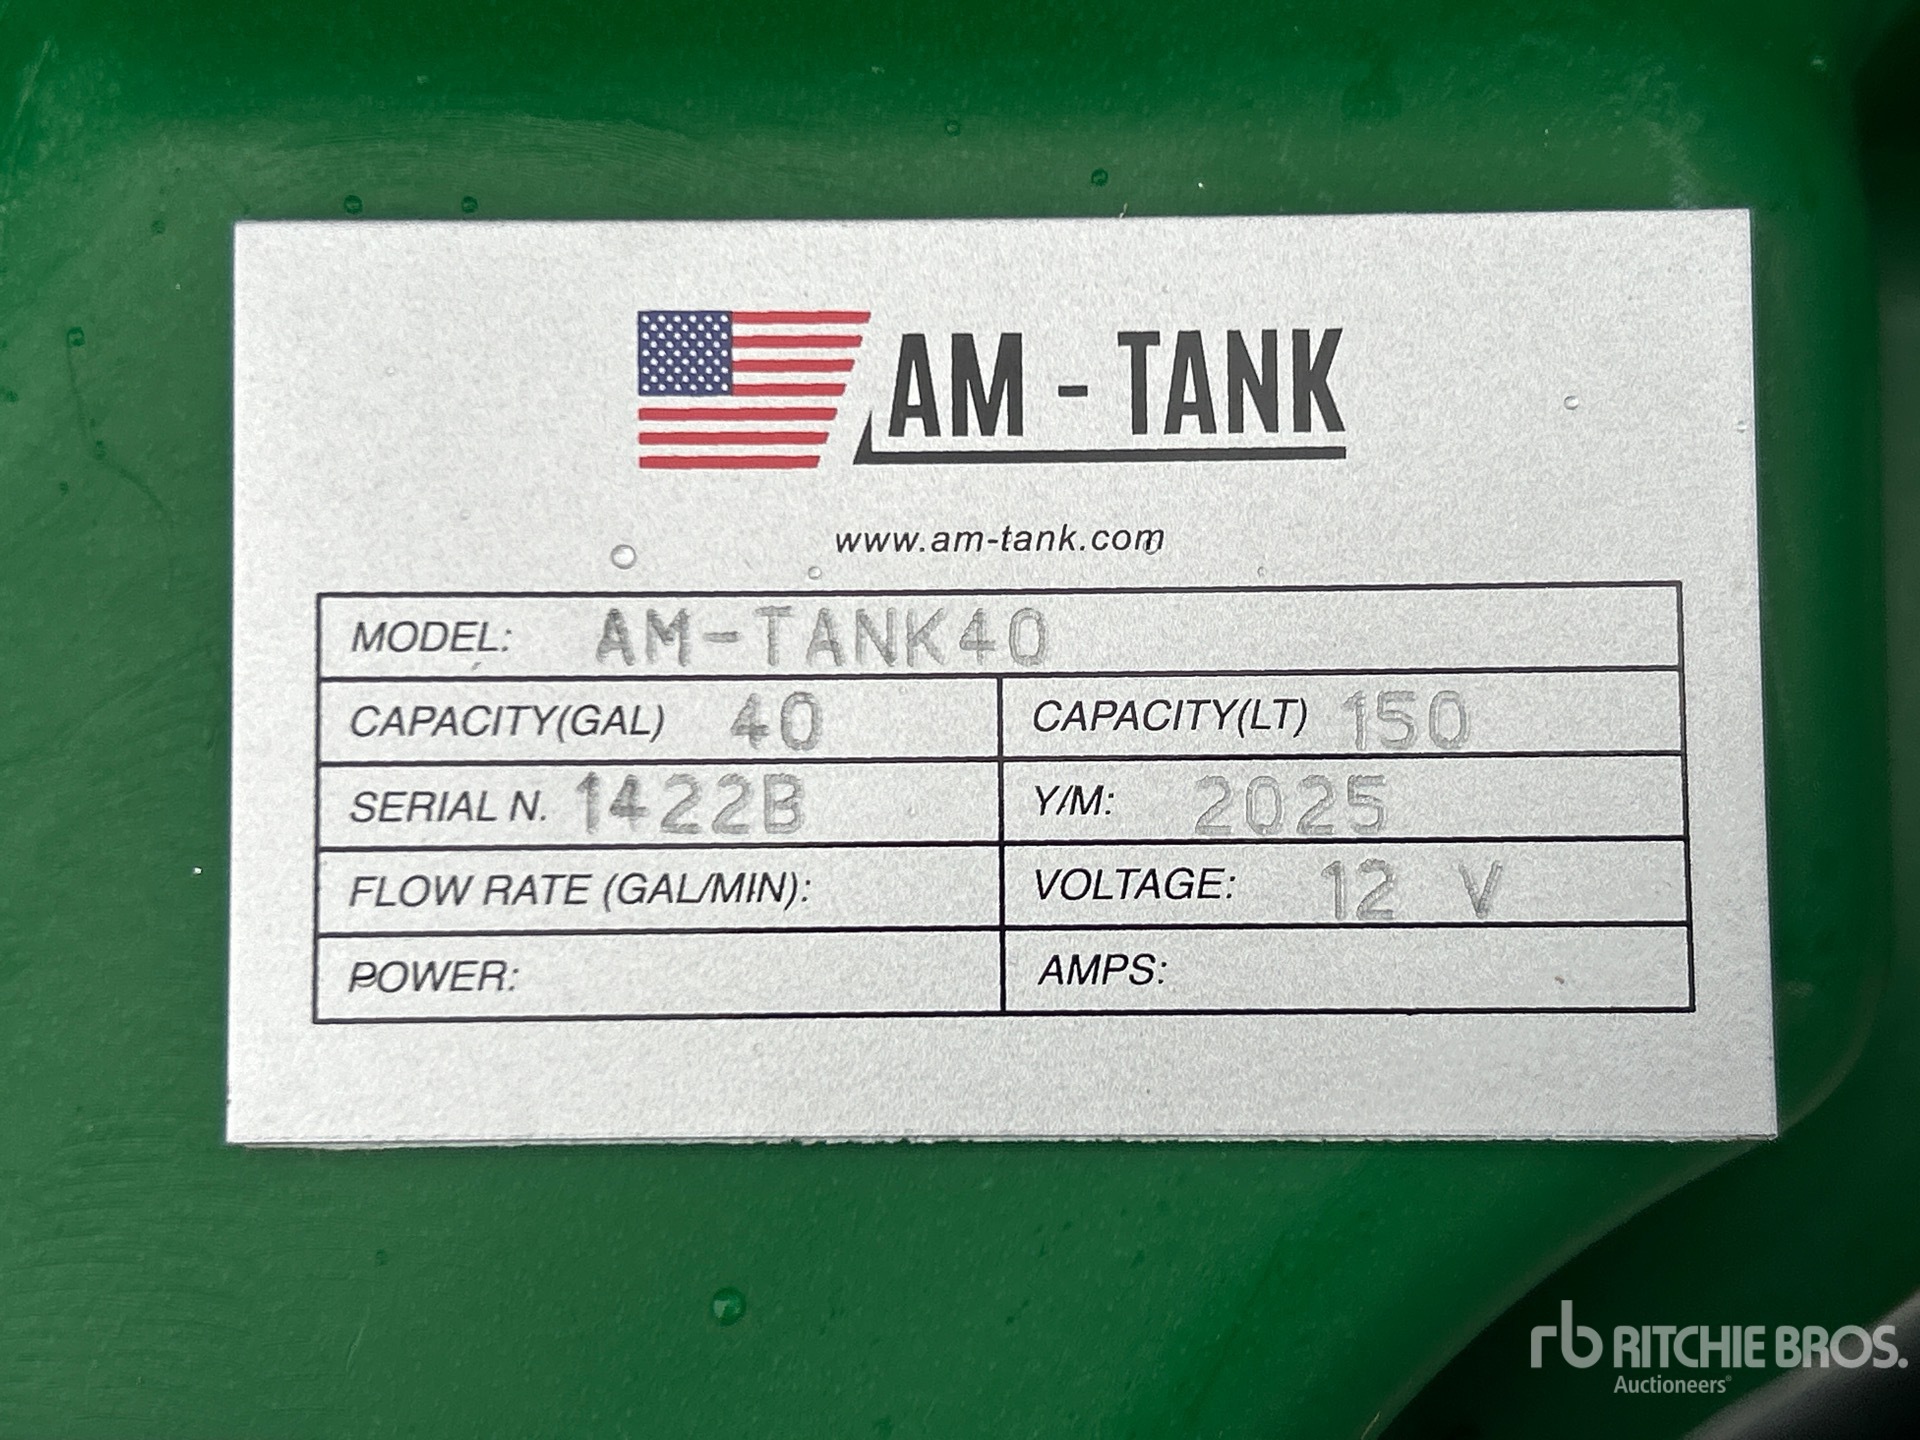 AM - TANK
www.am-tank.com
MODEL: AM-TANK40
CAPACITY(GAL) 40 CAPACITY(LT) 150
SERIAL N. 1422B Y/M: 2025
FLOW RATE (GAL/MIN): VOLTAGE: 12 V
POWER: AMPS:
rb RITCHIE BROS.
Auctioneers®